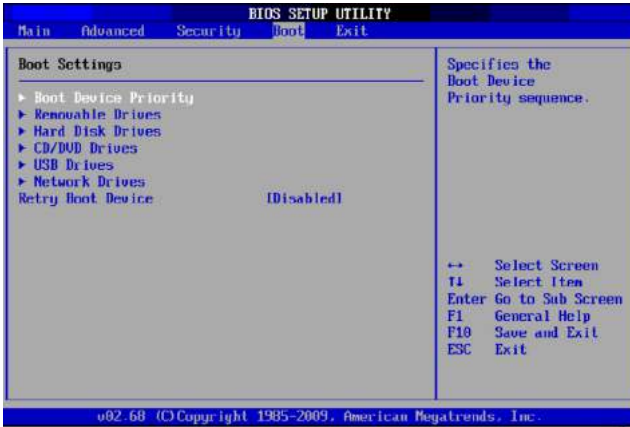 BIOS SETUP UTILITY
Main Advanced Security Boot Exit
Boot Settings
► Boot Device Priority
► Removable Drives
► Hard Disk Drives
► CD/DVD Drives
► USB Drives
► Network Drives
Retry Boot Device [Disabled]
Specifies the
Boot Device
Priority sequence.
↔ Select Screen
↑↓ Select Item
Enter Go to Sub Screen
F1 General Help
F10 Save and Exit
ESC Exit
v02.68 (C)Copyright 1985-2009, American Megatrends, Inc.